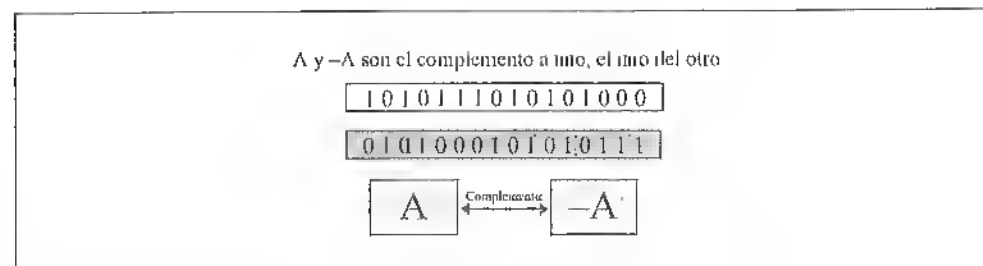 A y –A son el complemento a uno, el uno del otro
1 0 1 0 1 1 1 0 1 0 1 0 1 0 0 0
0 1 0 1 0 0 0 1 0 1 0 1 0 1 1 1
A Complemento –A